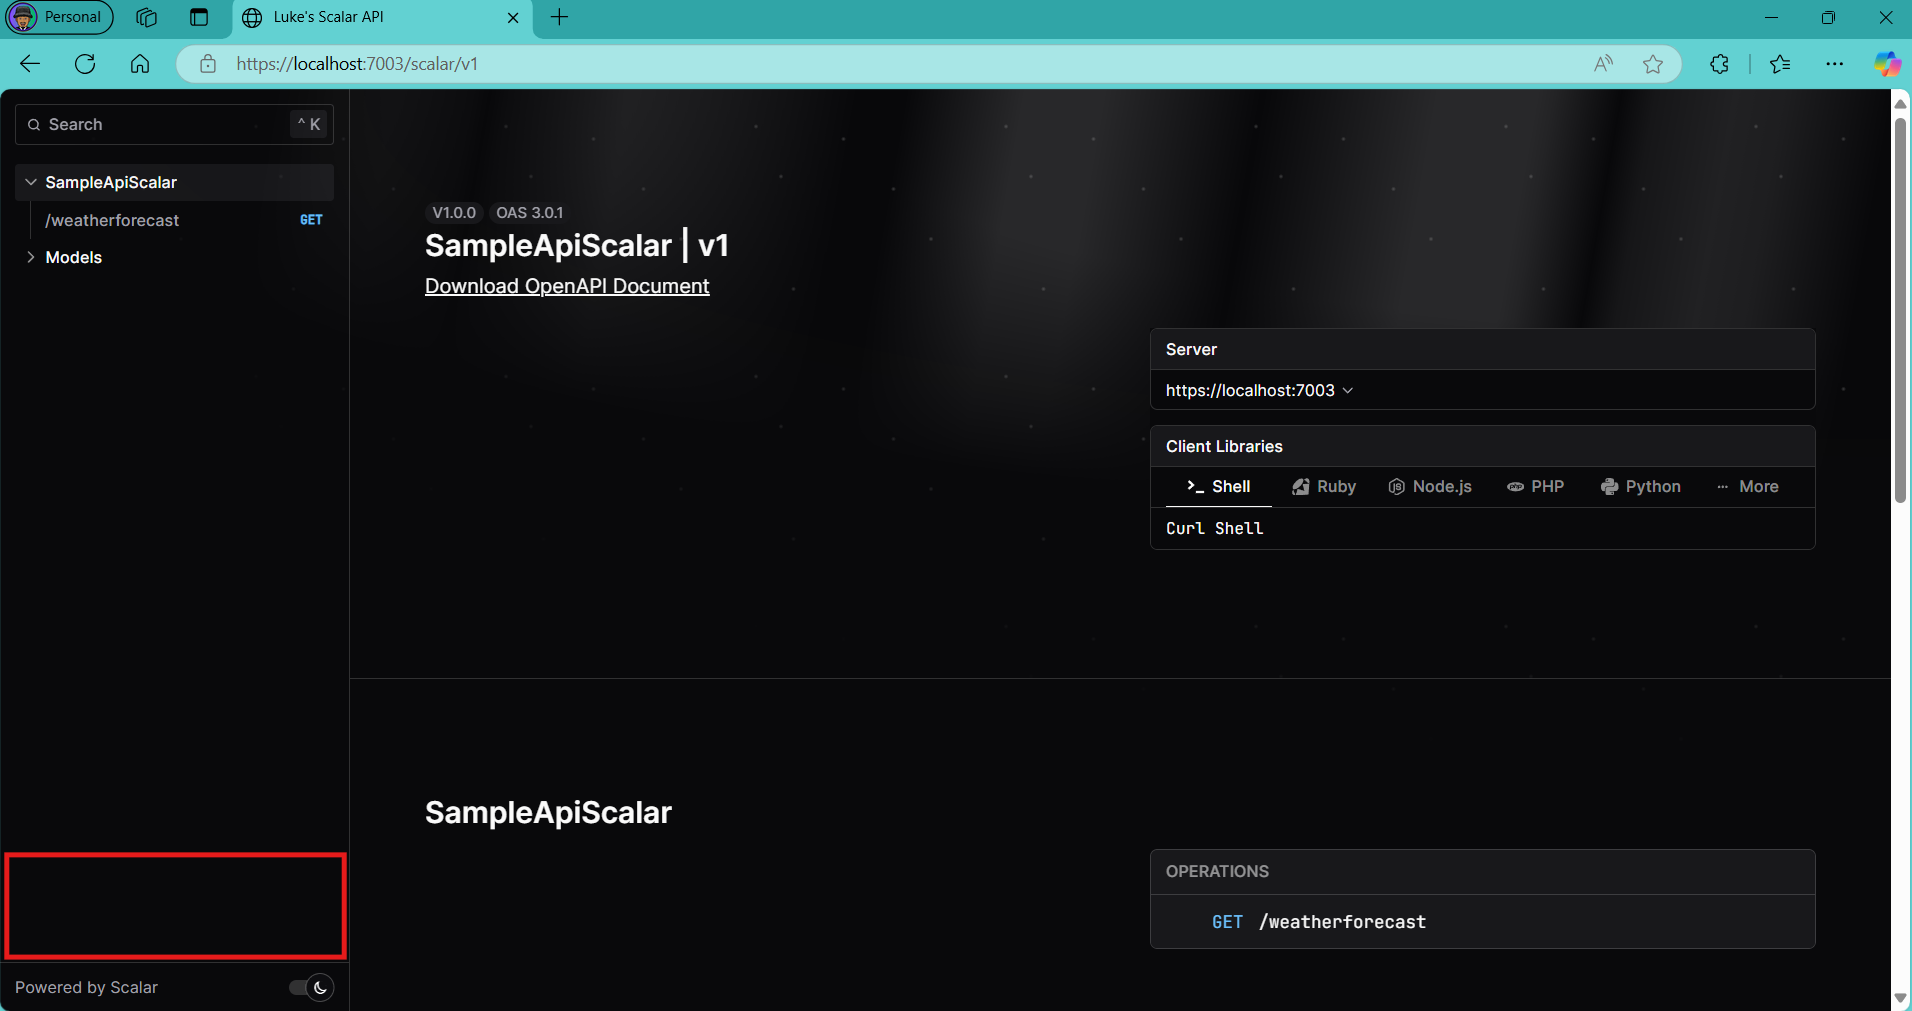 Personal
Luke's Scalar API
https://localhost:7003/scalar/v1
Search ^ K
SampleApiScalar
/weatherforecast GET
Models
V1.0.0 OAS 3.0.1
SampleApiScalar | v1
Download OpenAPI Document
Server
https://localhost:7003
Client Libraries
>_ Shell Ruby Node.js PHP Python ··· More
Curl Shell
SampleApiScalar
OPERATIONS
GET /weatherforecast
Powered by Scalar